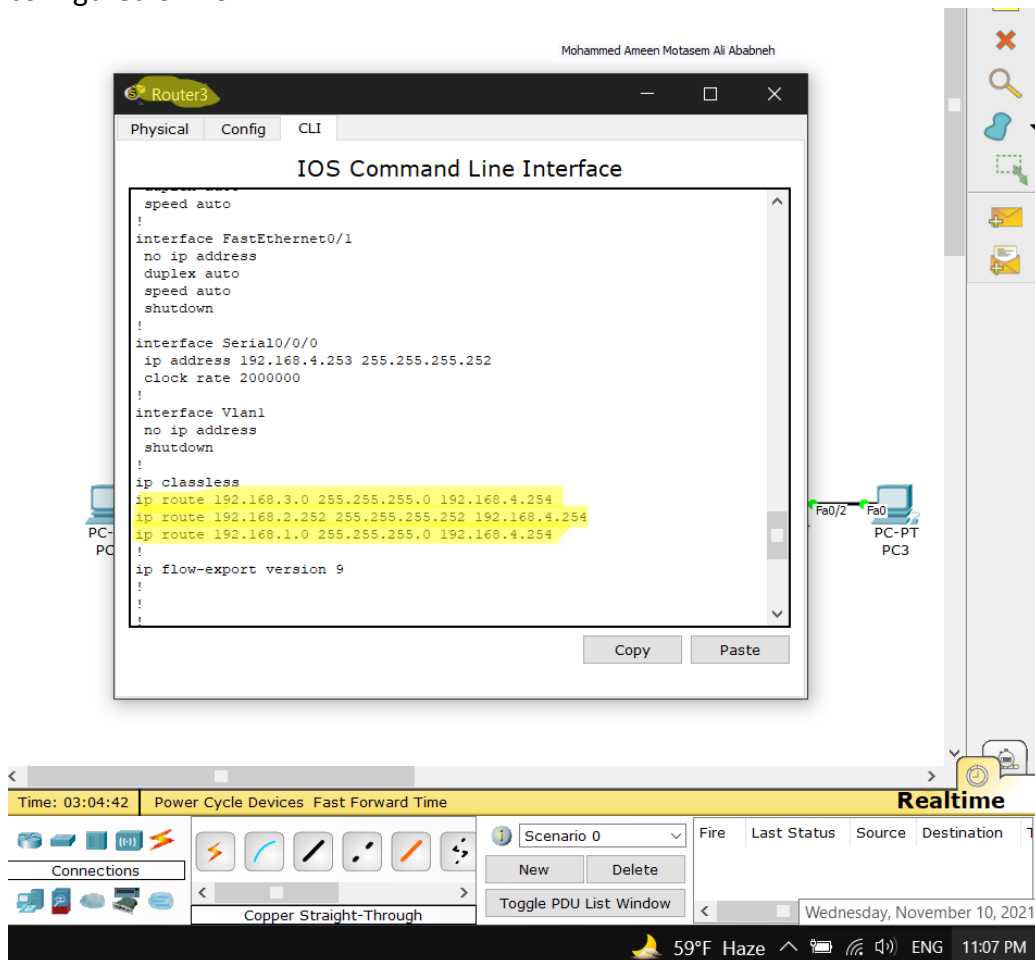 Mohammed Ameen Motasem Ali Ababneh
Router3
Physical Config CLI
IOS Command Line Interface
speed auto
!
interface FastEthernet0/1
no ip address
duplex auto
speed auto
shutdown
!
interface Serial0/0/0
ip address 192.168.4.253 255.255.255.252
clock rate 2000000
!
interface Vlan1
no ip address
shutdown
!
ip classless
ip route 192.168.3.0 255.255.255.0 192.168.4.254
ip route 192.168.2.252 255.255.255.252 192.168.4.254
ip route 192.168.1.0 255.255.255.0 192.168.4.254
!
ip flow-export version 9
!
!
!
Copy Paste
PC-
PC
Fa0/2 Fa0
PC-PT
PC3
Time: 03:04:42 Power Cycle Devices Fast Forward Time Realtime
Connections
Copper Straight-Through
Scenario 0
New Delete
Toggle PDU List Window
Fire Last Status Source Destination
Wednesday, November 10, 2021
59°F Haze ENG 11:07 PM